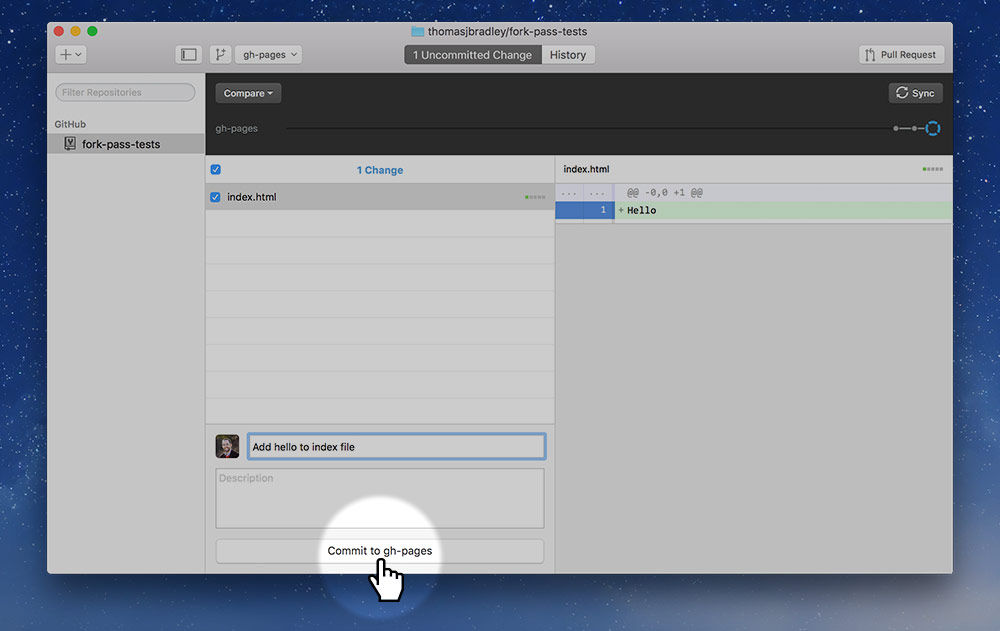 thomasjbradley/fork-pass-tests
gh-pages
1 Uncommitted Change
History
Pull Request
Filter Repositories
GitHub
fork-pass-tests
Compare
Sync
gh-pages
1 Change
index.html
index.html
... ... @@ -0,0 +1 @@
1 + Hello
Add hello to index file
Description
Commit to gh-pages